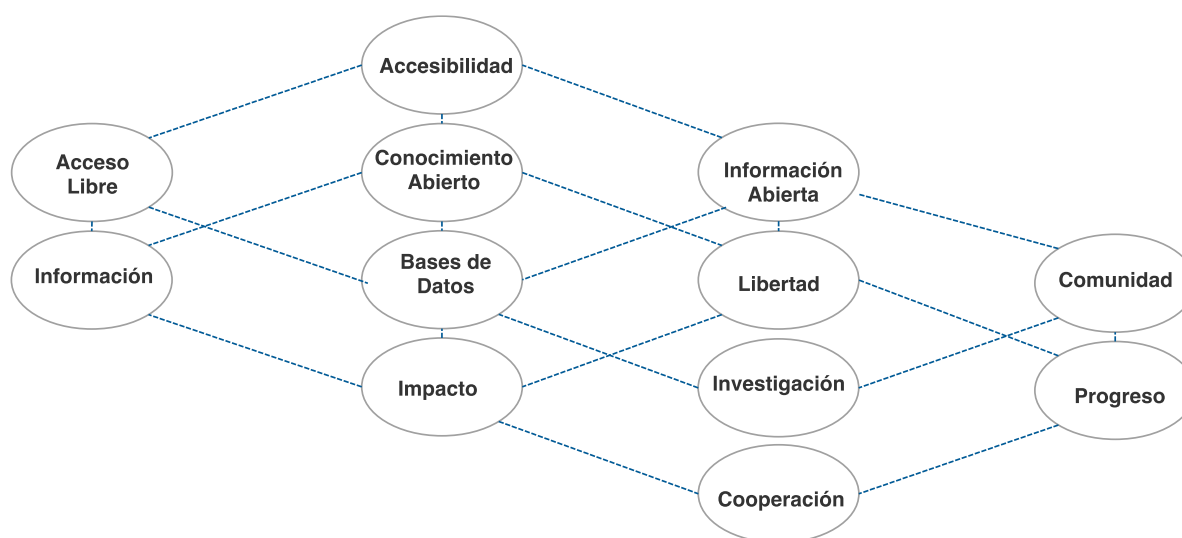 Accesibilidad
Acceso
Libre
Conocimiento
Abierto
Información
Abierta
Información
Bases de
Datos
Libertad
Comunidad
Impacto
Investigación
Progreso
Cooperación